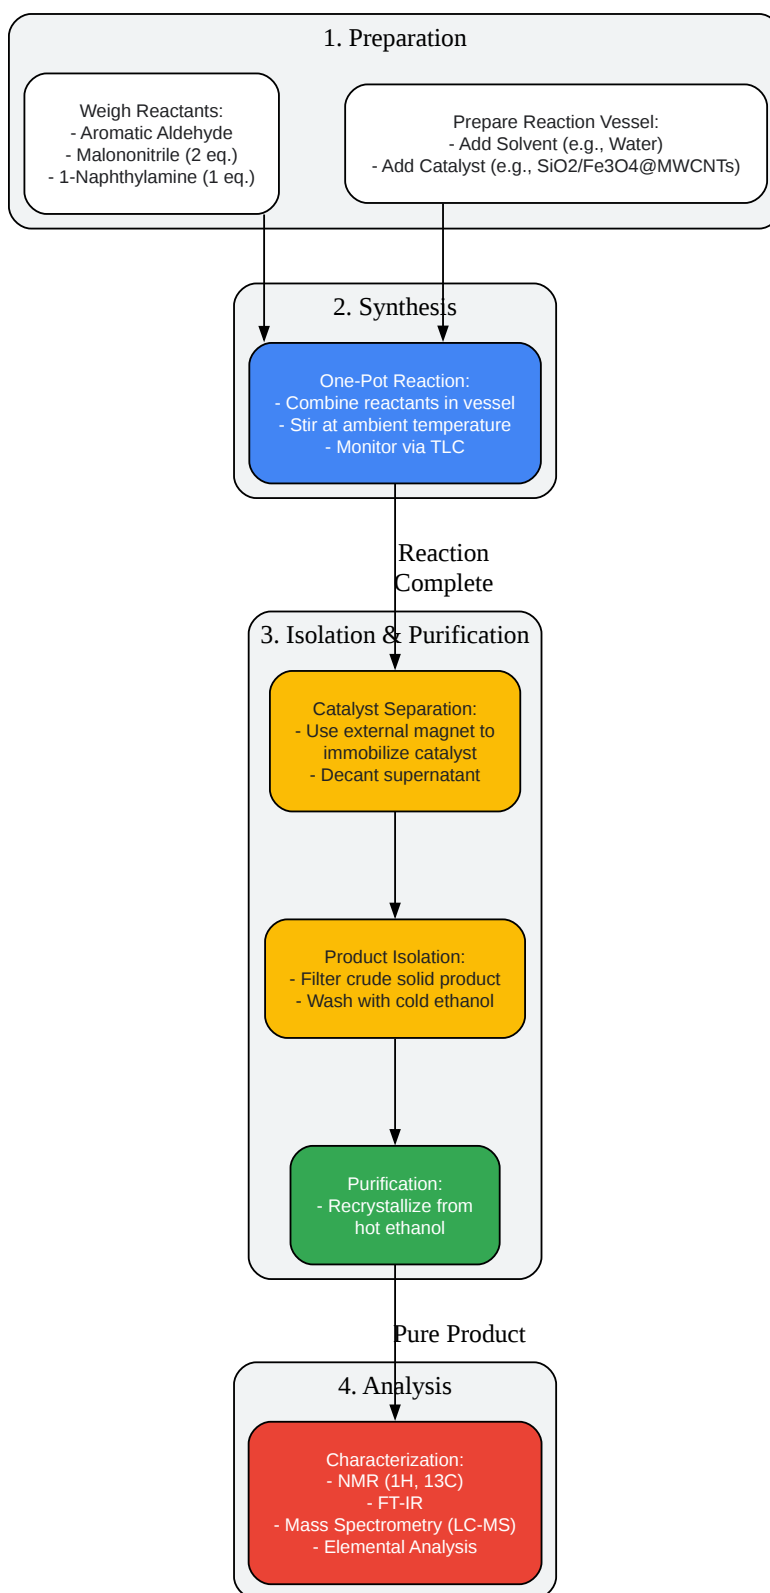 1. Preparation
Weigh Reactants:
- Aromatic Aldehyde
- Malononitrile (2 eq.)
- 1-Naphthylamine (1 eq.)
Prepare Reaction Vessel:
- Add Solvent (e.g., Water)
- Add Catalyst (e.g., SiO2/Fe3O4@MWCNTs)
2. Synthesis
One-Pot Reaction:
- Combine reactants in vessel
- Stir at ambient temperature
- Monitor via TLC
Reaction
Complete
3. Isolation & Purification
Catalyst Separation:
- Use external magnet to
immobilize catalyst
- Decant supernatant
Product Isolation:
- Filter crude solid product
- Wash with cold ethanol
Purification:
- Recrystallize from
hot ethanol
Pure Product
4. Analysis
Characterization:
- NMR (1H, 13C)
- FT-IR
- Mass Spectrometry (LC-MS)
- Elemental Analysis